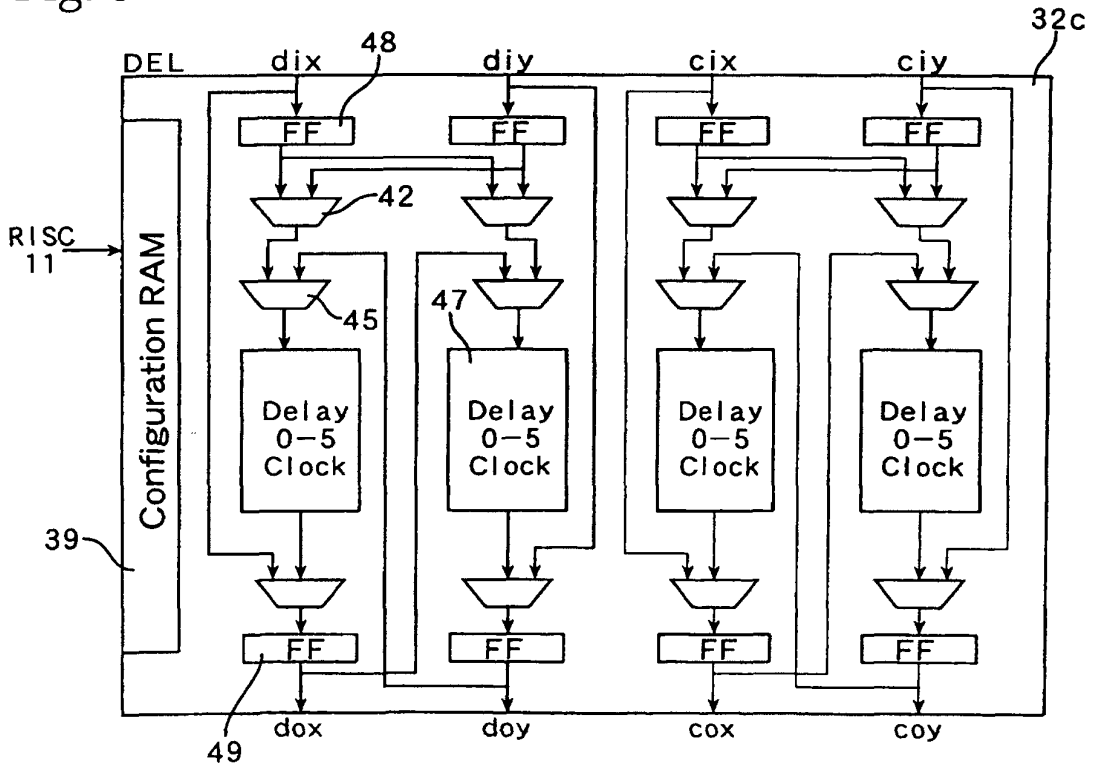 32c
48
DEL dix diy cix ciy
FF FF FF FF
42
RISC
11
Configuration RAM
45
47
Delay
0-5
Clock
Delay
0-5
Clock
Delay
0-5
Clock
Delay
0-5
Clock
39
FF FF FF FF
dox doy cox coy
49